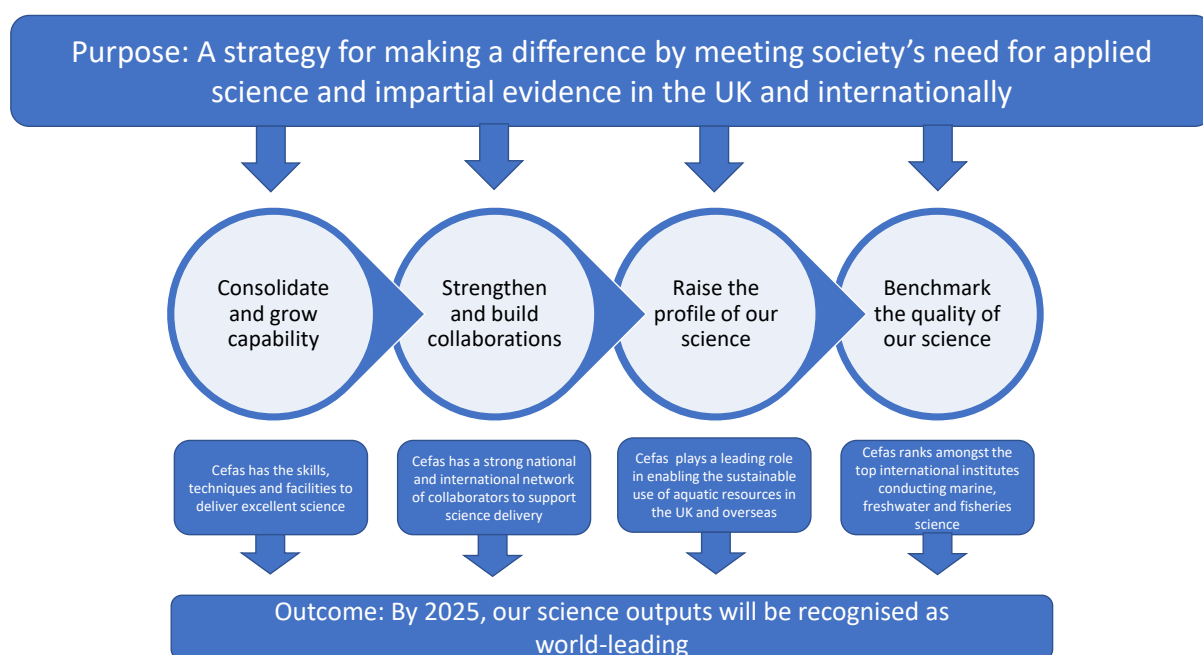 Purpose: A strategy for making a difference by meeting society’s need for applied
science and impartial evidence in the UK and internationally
Consolidate
and grow
capability
Strengthen
and build
collaborations
Raise the
profile of our
science
Benchmark
the quality of
our science
Cefas has the skills,
techniques and facilities to
deliver excellent science
Cefas has a strong national
and international network
of collaborators to support
science delivery
Cefas plays a leading role
in enabling the sustainable
use of aquatic resources in
the UK and overseas
Cefas ranks amongst the
top international institutes
conducting marine,
freshwater and fisheries
science
Outcome: By 2025, our science outputs will be recognised as
world-leading